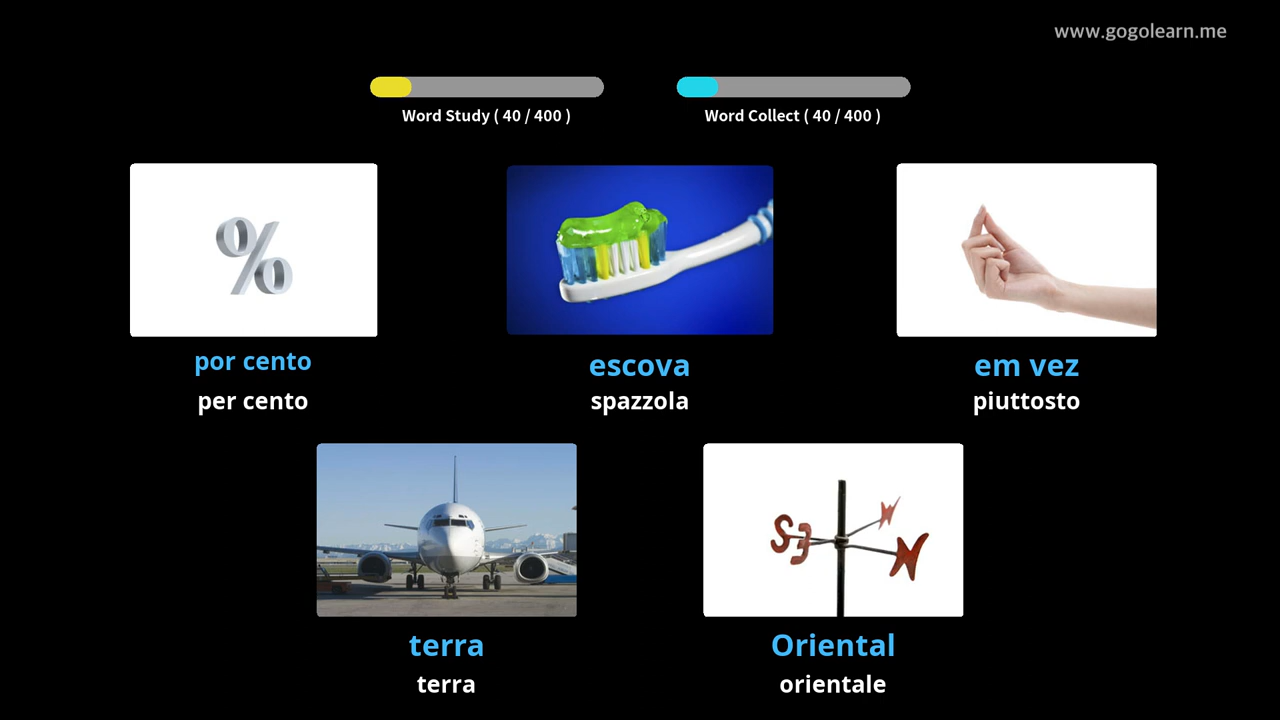 www.gogolearn.me
Word Study ( 40 / 400 )
Word Collect ( 40 / 400 )
%
por cento
per cento
escova
spazzola
em vez
piuttosto
terra
terra
S E N
Oriental
orientale